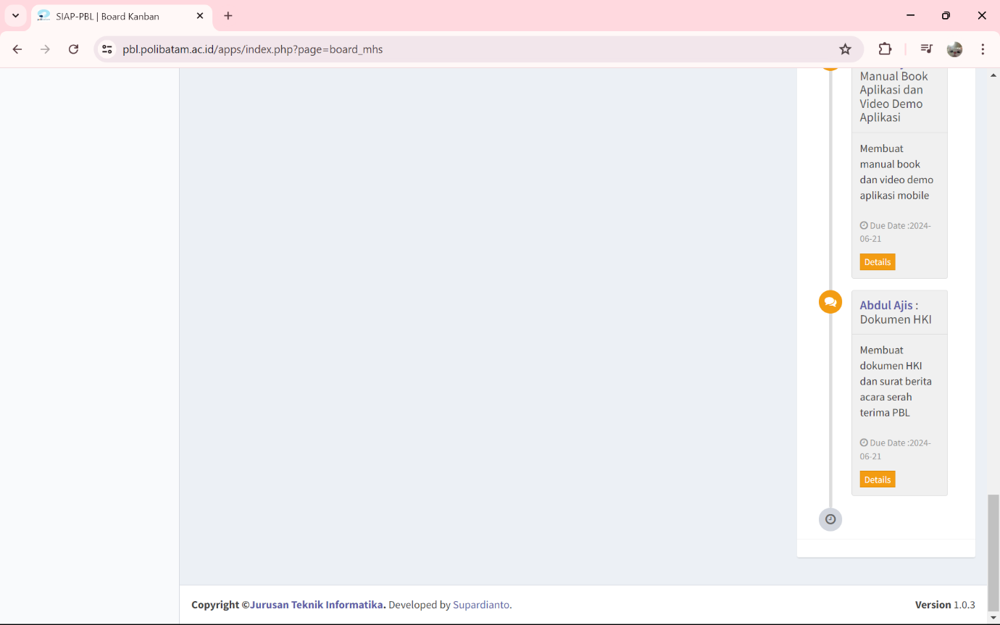 SIAP-PBL | Board Kanban
pbl.polibatam.ac.id/apps/index.php?page=board_mhs
Manual Book
Aplikasi dan
Video Demo
Aplikasi
Membuat
manual book
dan video demo
aplikasi mobile
Due Date :2024-
06-21
Details
Abdul Ajis :
Dokumen HKI
Membuat
dokumen HKI
dan surat berita
acara serah
terima PBL
Due Date :2024-
06-21
Details
Copyright ©Jurusan Teknik Informatika. Developed by Supardianto.
Version 1.0.3